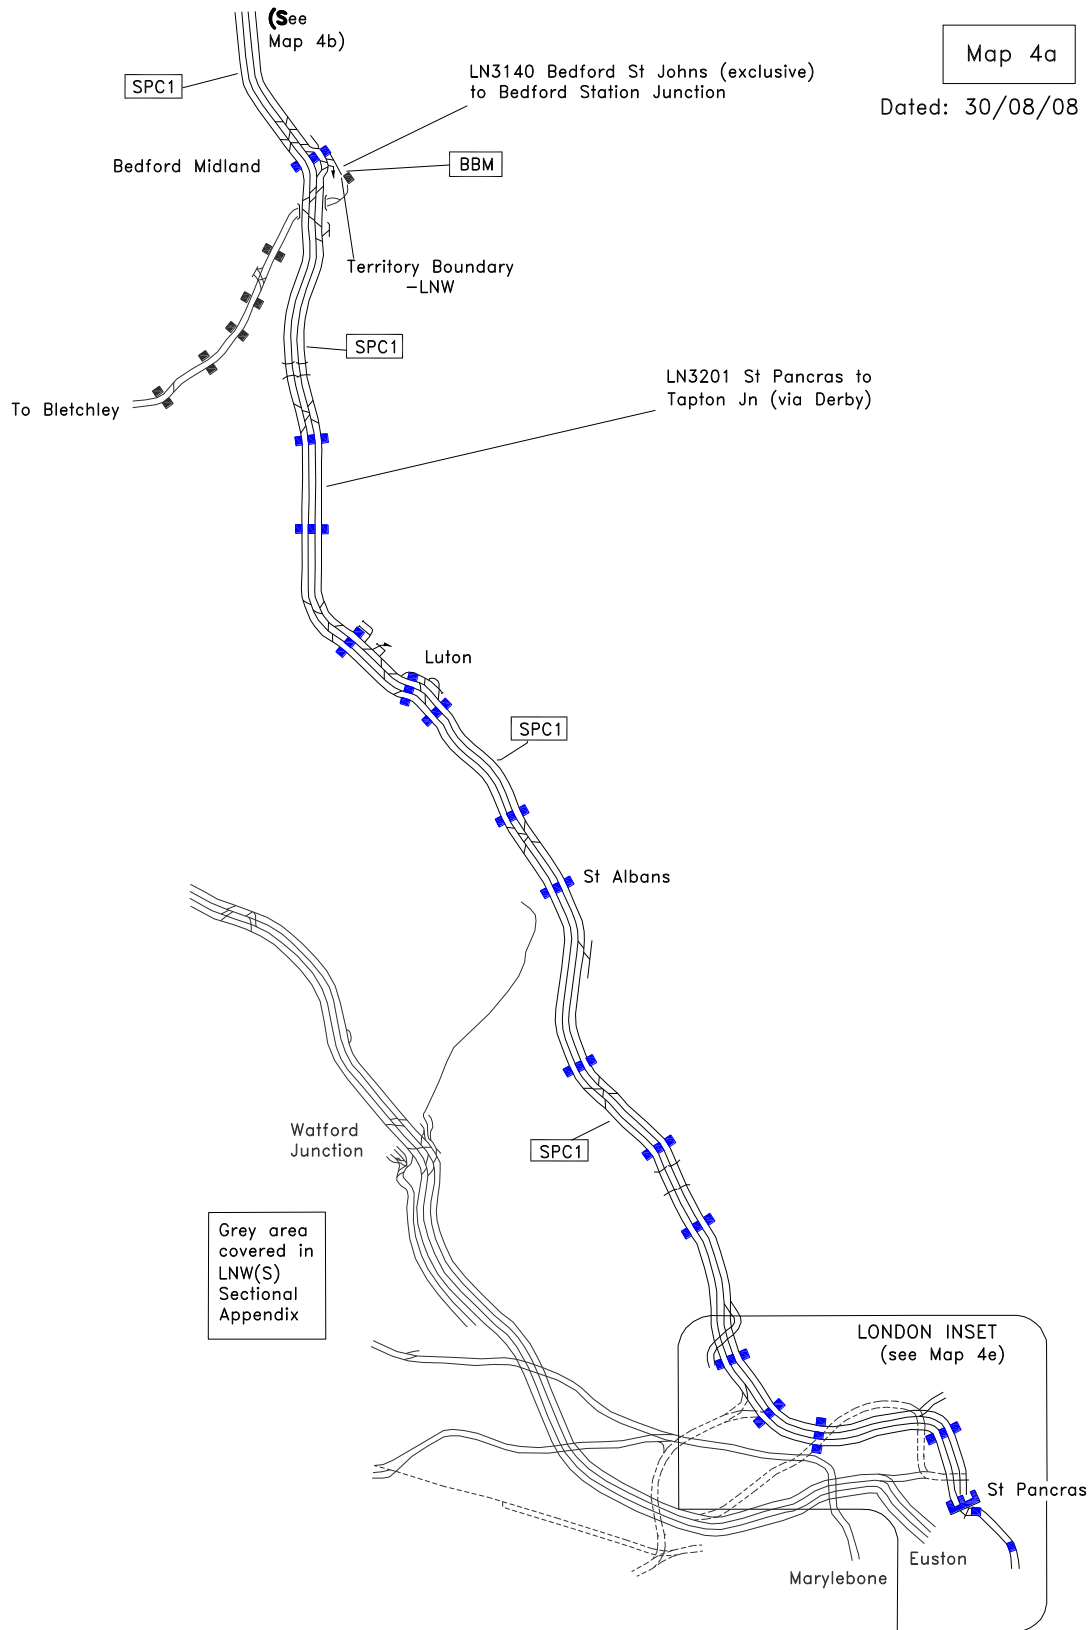 (See
Map 4b)
Map 4a
Dated: 30/08/08
SPC1
LN3140 Bedford St Johns (exclusive)
to Bedford Station Junction
Bedford Midland
BBM
Territory Boundary
-LNW
SPC1
To Bletchley
LN3201 St Pancras to
Tapton Jn (via Derby)
Luton
SPC1
St Albans
Watford
Junction
SPC1
Grey area
covered in
LNW(S)
Sectional
Appendix
LONDON INSET
(see Map 4e)
St Pancras
Euston
Marylebone